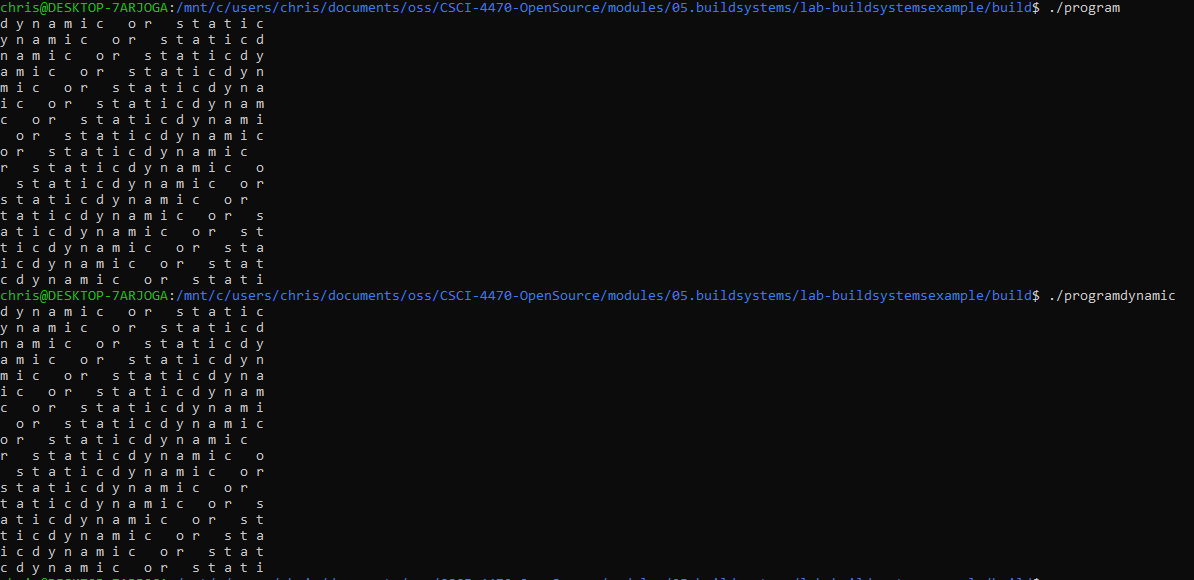 chris@DESKTOP-7ARJOGA:/mnt/c/users/chris/documents/oss/CSCI-4470-OpenSource/modules/05.buildsystems/lab-buildsystemsexample/build$ ./program
d y n a m i c   o r   s t a t i c
y n a m i c   o r   s t a t i c d
n a m i c   o r   s t a t i c d y
a m i c   o r   s t a t i c d y n
m i c   o r   s t a t i c d y n a
i c   o r   s t a t i c d y n a m
c   o r   s t a t i c d y n a m i
  o r   s t a t i c d y n a m i c
o r   s t a t i c d y n a m i c
r   s t a t i c d y n a m i c   o
  s t a t i c d y n a m i c   o r
s t a t i c d y n a m i c   o r
t a t i c d y n a m i c   o r   s
a t i c d y n a m i c   o r   s t
t i c d y n a m i c   o r   s t a
i c d y n a m i c   o r   s t a t
c d y n a m i c   o r   s t a t i
chris@DESKTOP-7ARJOGA:/mnt/c/users/chris/documents/oss/CSCI-4470-OpenSource/modules/05.buildsystems/lab-buildsystemsexample/build$ ./programdynamic
d y n a m i c   o r   s t a t i c
y n a m i c   o r   s t a t i c d
n a m i c   o r   s t a t i c d y
a m i c   o r   s t a t i c d y n
m i c   o r   s t a t i c d y n a
i c   o r   s t a t i c d y n a m
c   o r   s t a t i c d y n a m i
  o r   s t a t i c d y n a m i c
o r   s t a t i c d y n a m i c
r   s t a t i c d y n a m i c   o
  s t a t i c d y n a m i c   o r
s t a t i c d y n a m i c   o r
t a t i c d y n a m i c   o r   s
a t i c d y n a m i c   o r   s t
t i c d y n a m i c   o r   s t a
i c d y n a m i c   o r   s t a t
c d y n a m i c   o r   s t a t i